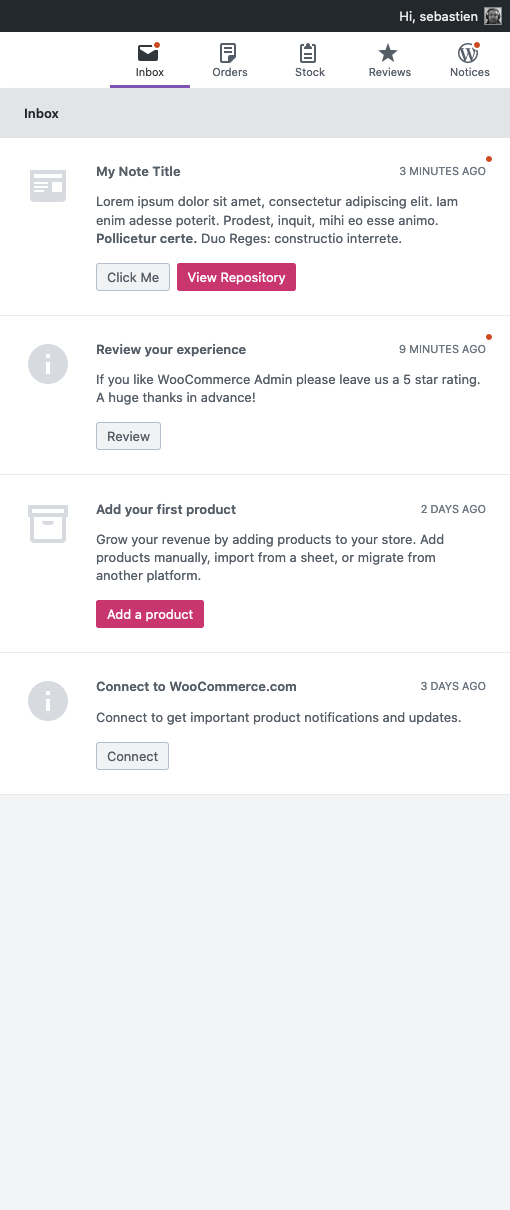 Hi, sebastien
Inbox
Orders
Stock
Reviews
Notices
Inbox
My Note Title
3 MINUTES AGO
Lorem ipsum dolor sit amet, consectetur adipiscing elit. Iam
enim adesse poterit. Prodest, inquit, mihi eo esse animo.
Pollicetur certe. Duo Reges: constructio interrete.
Click Me
View Repository
Review your experience
9 MINUTES AGO
If you like WooCommerce Admin please leave us a 5 star rating.
A huge thanks in advance!
Review
Add your first product
2 DAYS AGO
Grow your revenue by adding products to your store. Add
products manually, import from a sheet, or migrate from
another platform.
Add a product
Connect to WooCommerce.com
3 DAYS AGO
Connect to get important product notifications and updates.
Connect